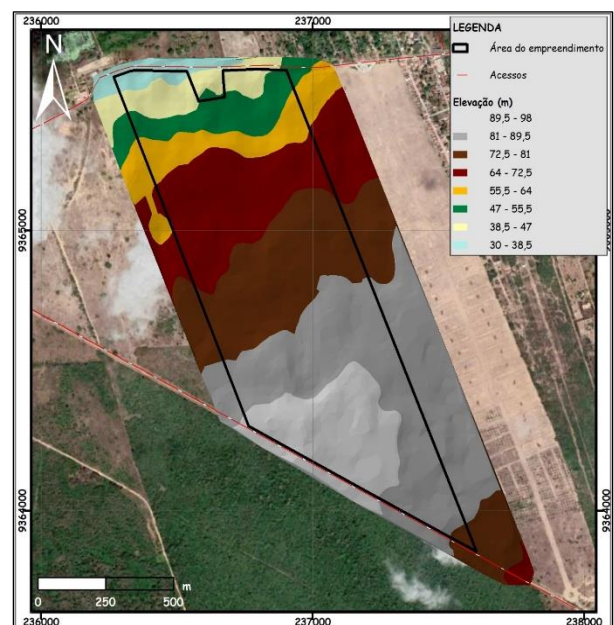 236000
237000
N
LEGENDA
Área do empreendimento
Acessos
Elevação (m)
89,5 - 98
81 - 89,5
72,5 - 81
64 - 72,5
55,5 - 64
47 - 55,5
38,5 - 47
30 - 38,5
9365000
9364000
9364000
m
0 250 500
236000
237000
238000